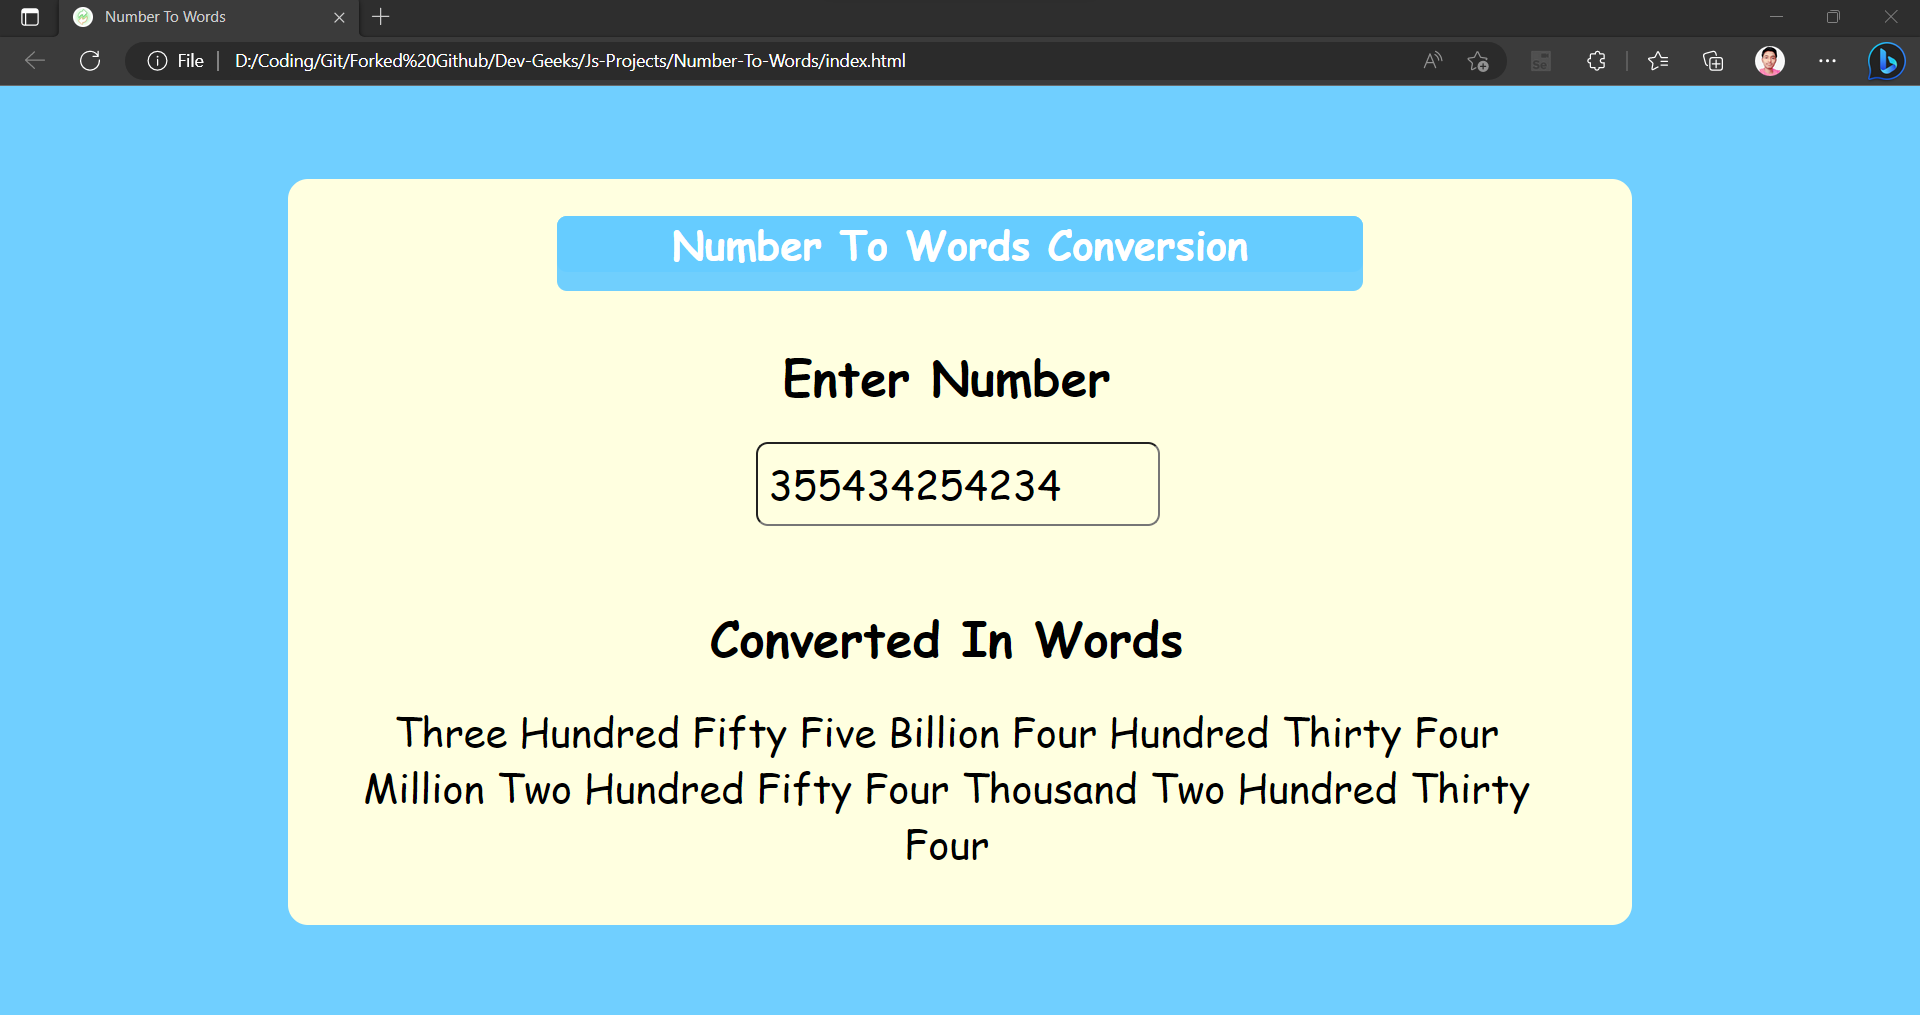 Number To Words
File
D:/Coding/Git/Forked%20Github/Dev-Geeks/Js-Projects/Number-To-Words/index.html
Number To Words Conversion
Enter Number
355434254234
Converted In Words
Three Hundred Fifty Five Billion Four Hundred Thirty Four
Million Two Hundred Fifty Four Thousand Two Hundred Thirty
Four